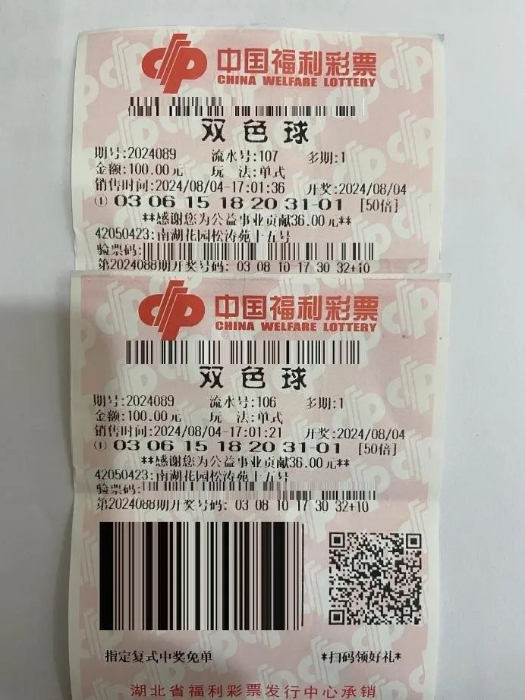 中国福利彩票
CHINA WELFARE LOTTERY
双色球
期号:2024089 流水号:107 多期:1
金额:100.00元 玩 法:单式
销售时间:2024/08/04-17:01:36 开奖:2024/08/04
① 03 06 15 18 20 31-01 [50倍]
**感谢您为公益事业贡献36.00元**
42050423:南湖花园松涛苑十五号
验票码:
第2024088期开奖号码: 03 08 10 17 30 32+10
中国福利彩票
CHINA WELFARE LOTTERY
双色球
期号:2024089 流水号:106 多期:1
金额:100.00元 玩 法:单式
销售时间:2024/08/04-17:01:21 开奖:2024/08/04
① 03 06 15 18 20 31-01 [50倍]
**感谢您为公益事业贡献36.00元**
42050423:南湖花园松涛苑十五号
验票码:
第2024088期开奖号码: 03 08 10 17 30 32+10
指定复式中奖免单 *扫码领好礼*
湖北省福利彩票发行中心承销